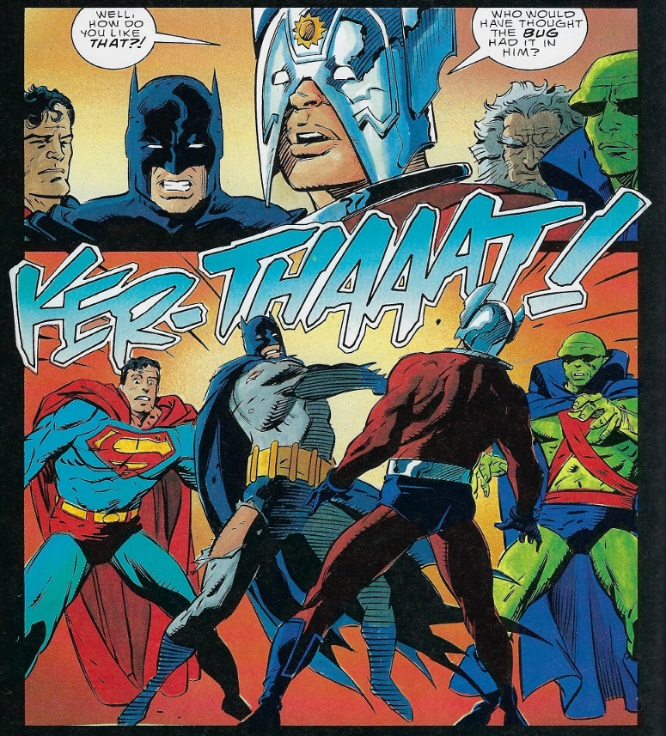 WELL,
HOW DO
YOU LIKE
THAT?!
WHO WOULD
HAVE THOUGHT
THE BUG
HAD IT IN
HIM?
KER-THAAAT-!
S